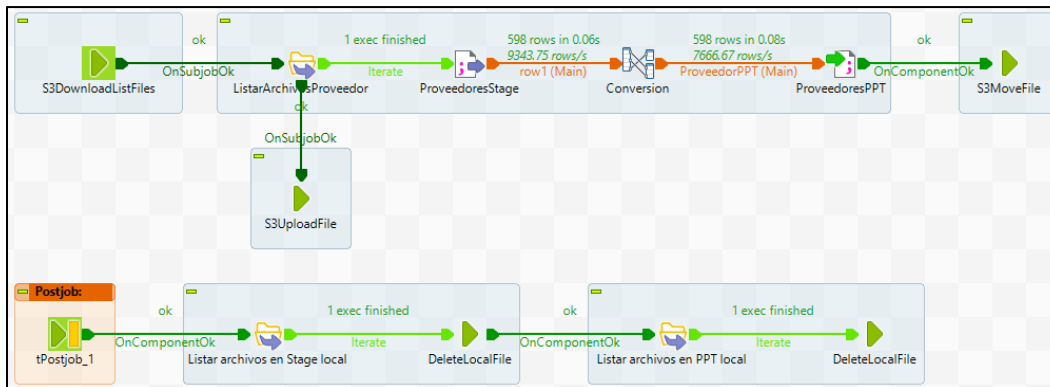 ok
1 exec finished
598 rows in 0.06s
598 rows in 0.08s
ok
9343.75 rows/s
7666.67 rows/s
OnSubjobOk
Iterate
row1 (Main)
ProveedorPPT (Main)
OnComponentOk
S3DownloadListFiles
ListarArchivosProveedor
ProveedoresStage
Conversion
ProveedoresPPT
S3MoveFile
ok
OnSubjobOk
S3UploadFile
Postjob:
ok
1 exec finished
ok
1 exec finished
OnComponentOk
Iterate
OnComponentOk
Iterate
tPostjob_1
Listar archivos en Stage local
DeleteLocalFile
Listar archivos en PPT local
DeleteLocalFile